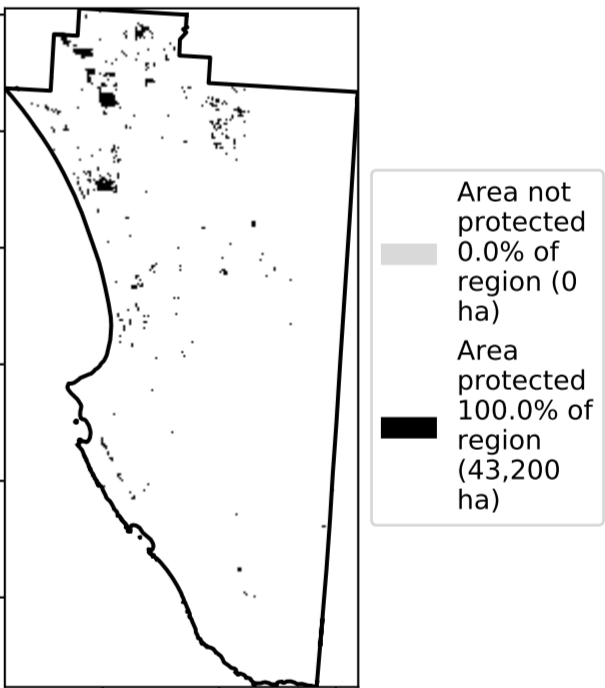 Area not
protected
0.0% of
region (0
ha)
Area
protected
100.0% of
region
(43,200
ha)